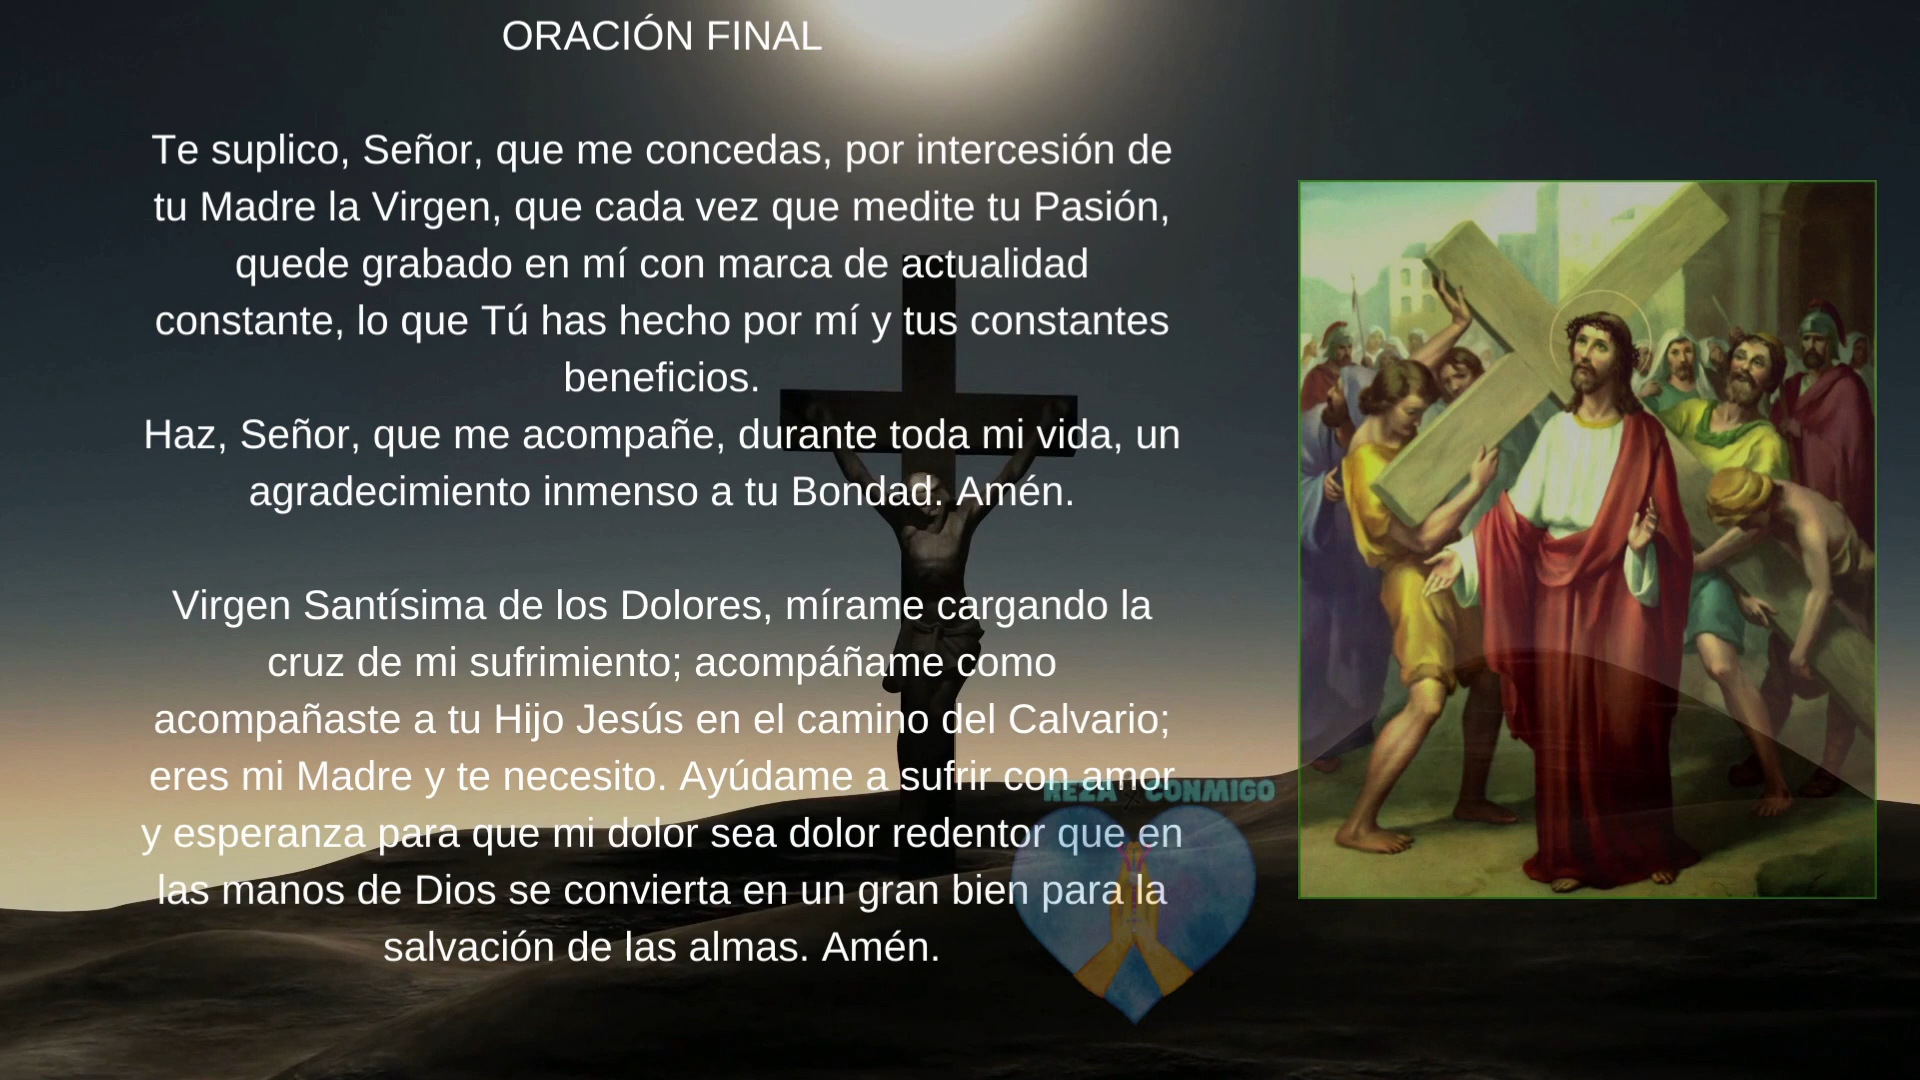 ORACIÓN FINAL
Te suplico, Señor, que me concedas, por intercesión de
tu Madre la Virgen, que cada vez que medite tu Pasión,
quede grabado en mí con marca de actualidad
constante, lo que Tú has hecho por mí y tus constantes
beneficios.
Haz, Señor, que me acompañe, durante toda mi vida, un
agradecimiento inmenso a tu Bondad. Amén.
Virgen Santísima de los Dolores, mírame cargando la
cruz de mi sufrimiento; acompáñame como
acompañaste a tu Hijo Jesús en el camino del Calvario;
eres mi Madre y te necesito. Ayúdame a sufrir con amor
y esperanza para que mi dolor sea dolor redentor que en
las manos de Dios se convierta en un gran bien para la
salvación de las almas. Amén.
REZA CONMIGO